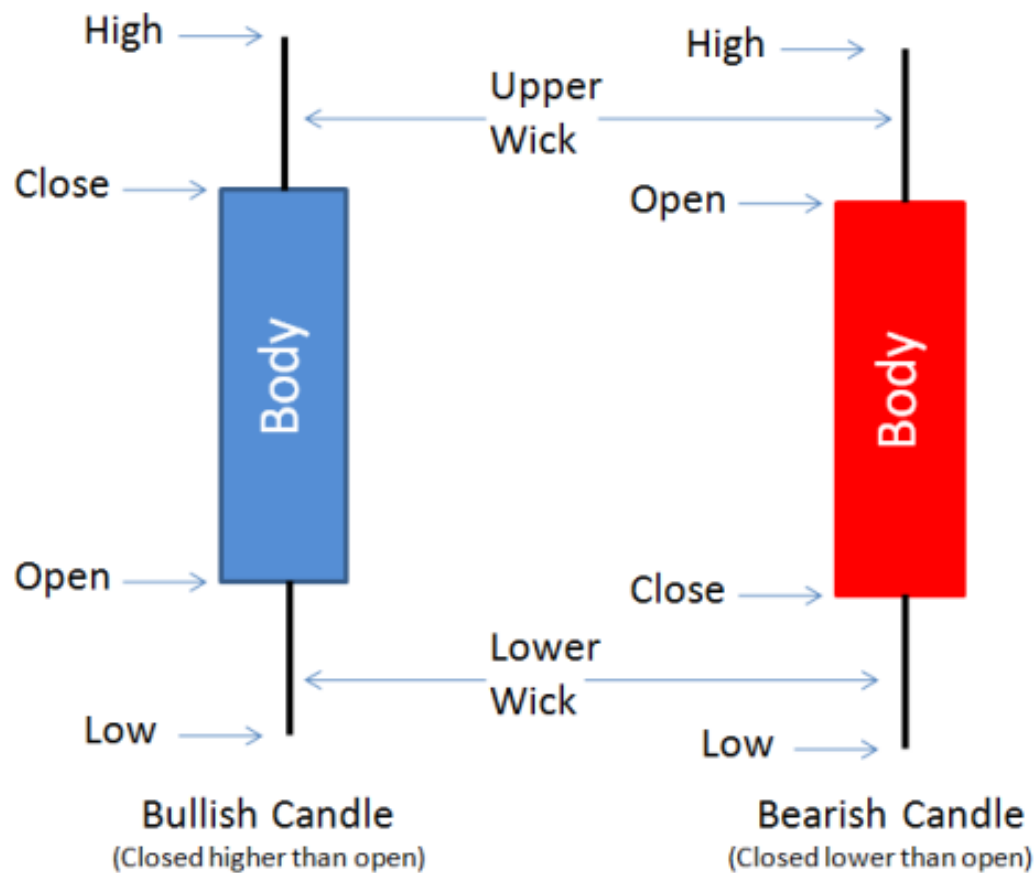 High
High
Upper
Wick
Close
Open
Body
Body
Open
Close
Lower
Wick
Low
Low
Bullish Candle
(Closed higher than open)
Bearish Candle
(Closed lower than open)